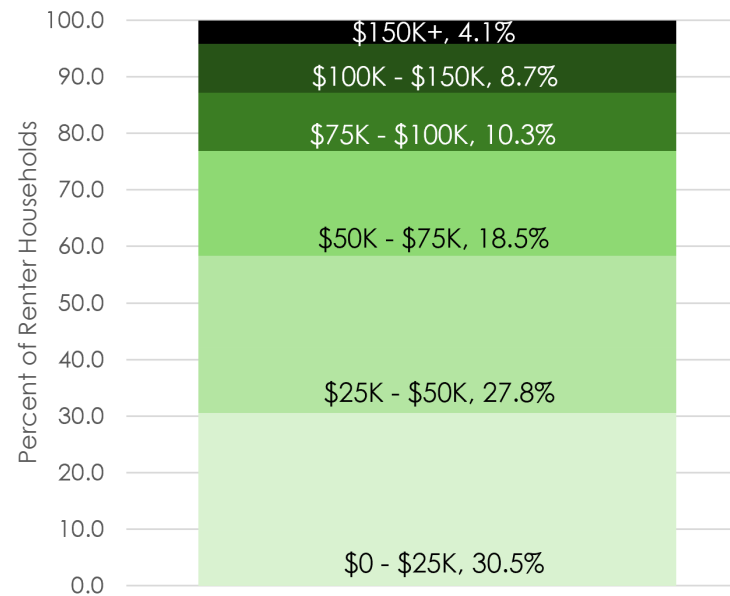 100.0
90.0
80.0
70.0
60.0
50.0
40.0
30.0
20.0
10.0
0.0
Percent of Renter Households
$150K+, 4.1%
$100K - $150K, 8.7%
$75K - $100K, 10.3%
$50K - $75K, 18.5%
$25K - $50K, 27.8%
$0 - $25K, 30.5%